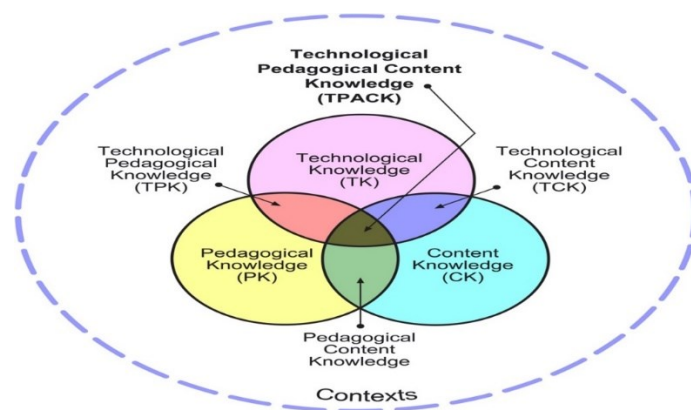 Technological
Pedagogical Content
Knowledge
(TPACK)
Technological
Pedagogical
Knowledge
(TPK)
Technological
Knowledge
(TK)
Technological
Content
Knowledge
(TCK)
Pedagogical
Knowledge
(PK)
Content
Knowledge
(CK)
Pedagogical
Content
Knowledge
Contexts